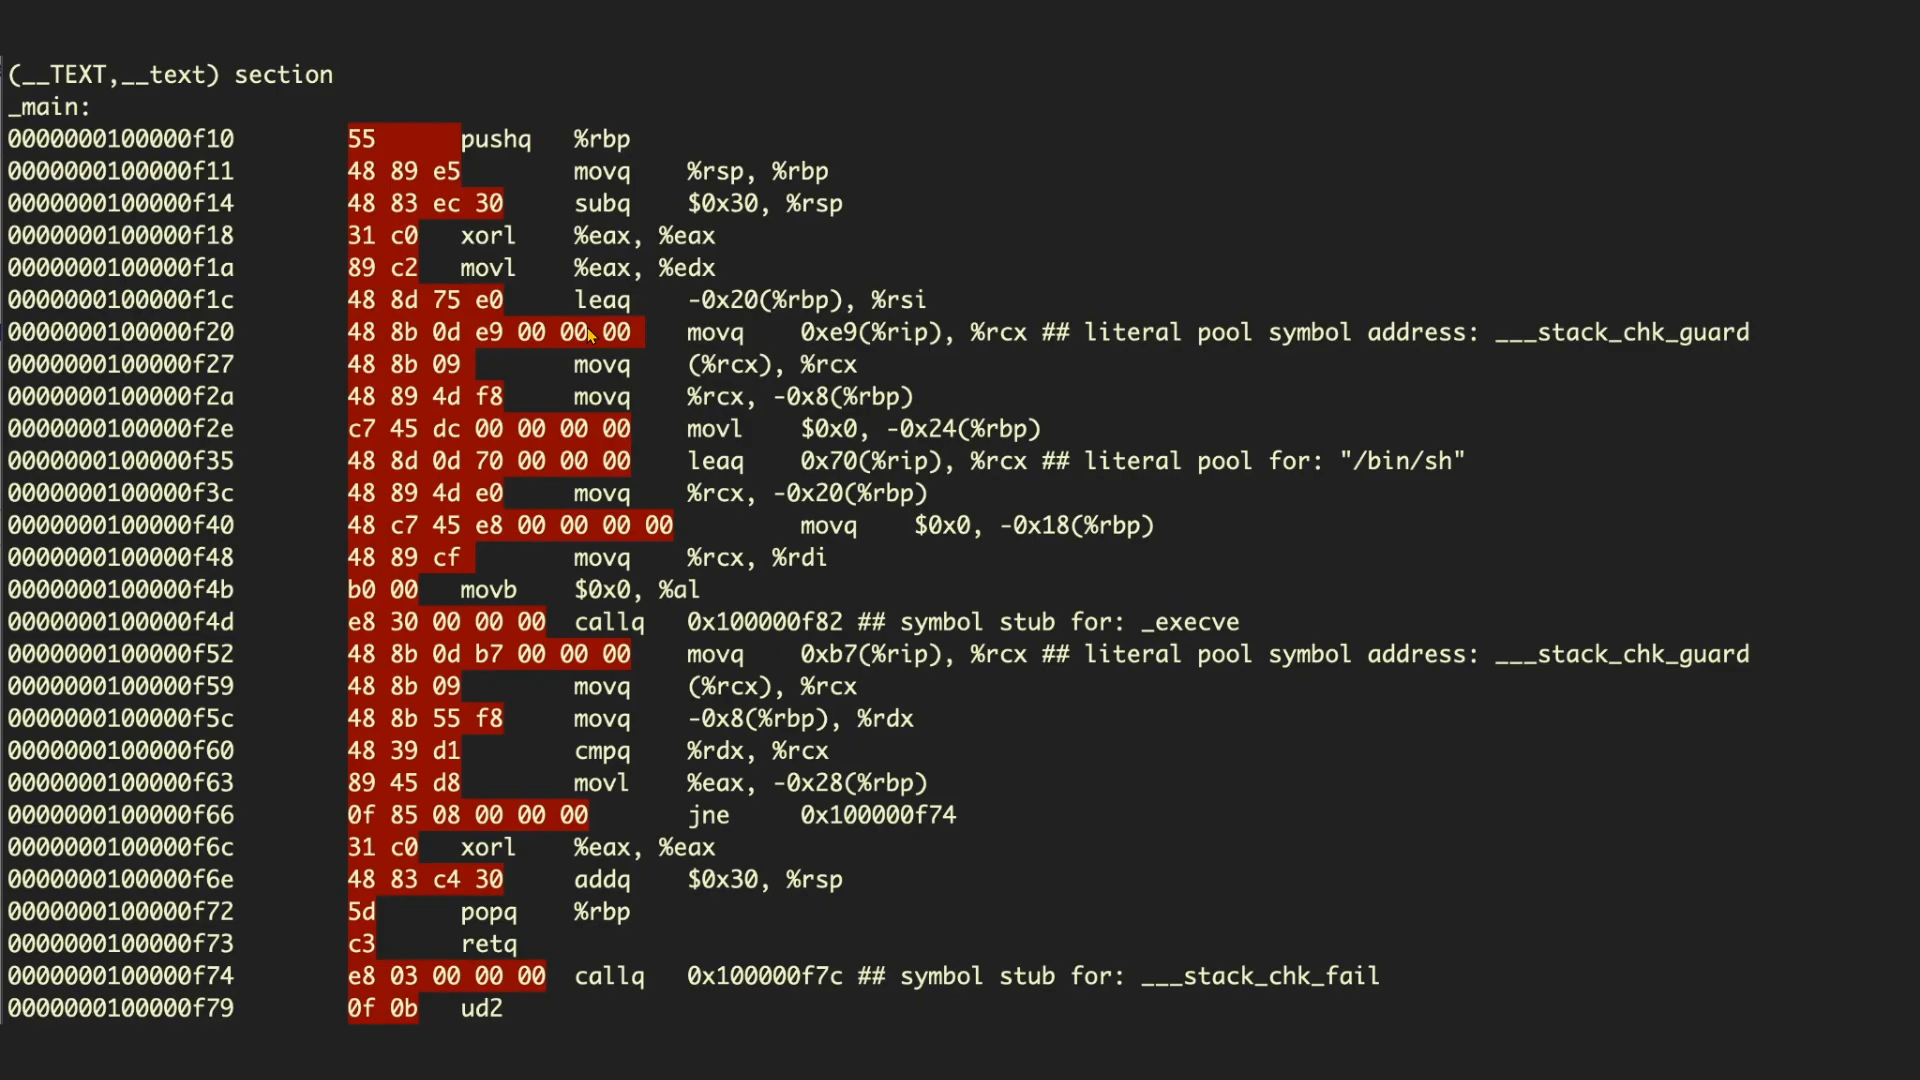 (__TEXT,__text) section
_main:
0000000100000f10 55 pushq %rbp
0000000100000f11 48 89 e5 movq %rsp, %rbp
0000000100000f14 48 83 ec 30 subq $0x30, %rsp
0000000100000f18 31 c0 xorl %eax, %eax
0000000100000f1a 89 c2 movl %eax, %edx
0000000100000f1c 48 8d 75 e0 leaq -0x20(%rbp), %rsi
0000000100000f20 48 8b 0d e9 00 00 00 movq 0xe9(%rip), %rcx ## literal pool symbol address: ___stack_chk_guard
0000000100000f27 48 8b 09 movq (%rcx), %rcx
0000000100000f2a 48 89 4d f8 movq %rcx, -0x8(%rbp)
0000000100000f2e c7 45 dc 00 00 00 00 movl $0x0, -0x24(%rbp)
0000000100000f35 48 8d 0d 70 00 00 00 leaq 0x70(%rip), %rcx ## literal pool for: "/bin/sh"
0000000100000f3c 48 89 4d e0 movq %rcx, -0x20(%rbp)
0000000100000f40 48 c7 45 e8 00 00 00 00 movq $0x0, -0x18(%rbp)
0000000100000f48 48 89 cf movq %rcx, %rdi
0000000100000f4b b0 00 movb $0x0, %al
0000000100000f4d e8 30 00 00 00 callq 0x100000f82 ## symbol stub for: _execve
0000000100000f52 48 8b 0d b7 00 00 00 movq 0xb7(%rip), %rcx ## literal pool symbol address: ___stack_chk_guard
0000000100000f59 48 8b 09 movq (%rcx), %rcx
0000000100000f5c 48 8b 55 f8 movq -0x8(%rbp), %rdx
0000000100000f60 48 39 d1 cmpq %rdx, %rcx
0000000100000f63 89 45 d8 movl %eax, -0x28(%rbp)
0000000100000f66 0f 85 08 00 00 00 jne 0x100000f74
0000000100000f6c 31 c0 xorl %eax, %eax
0000000100000f6e 48 83 c4 30 addq $0x30, %rsp
0000000100000f72 5d popq %rbp
0000000100000f73 c3 retq
0000000100000f74 e8 03 00 00 00 callq 0x100000f7c ## symbol stub for: ___stack_chk_fail
0000000100000f79 0f 0b ud2